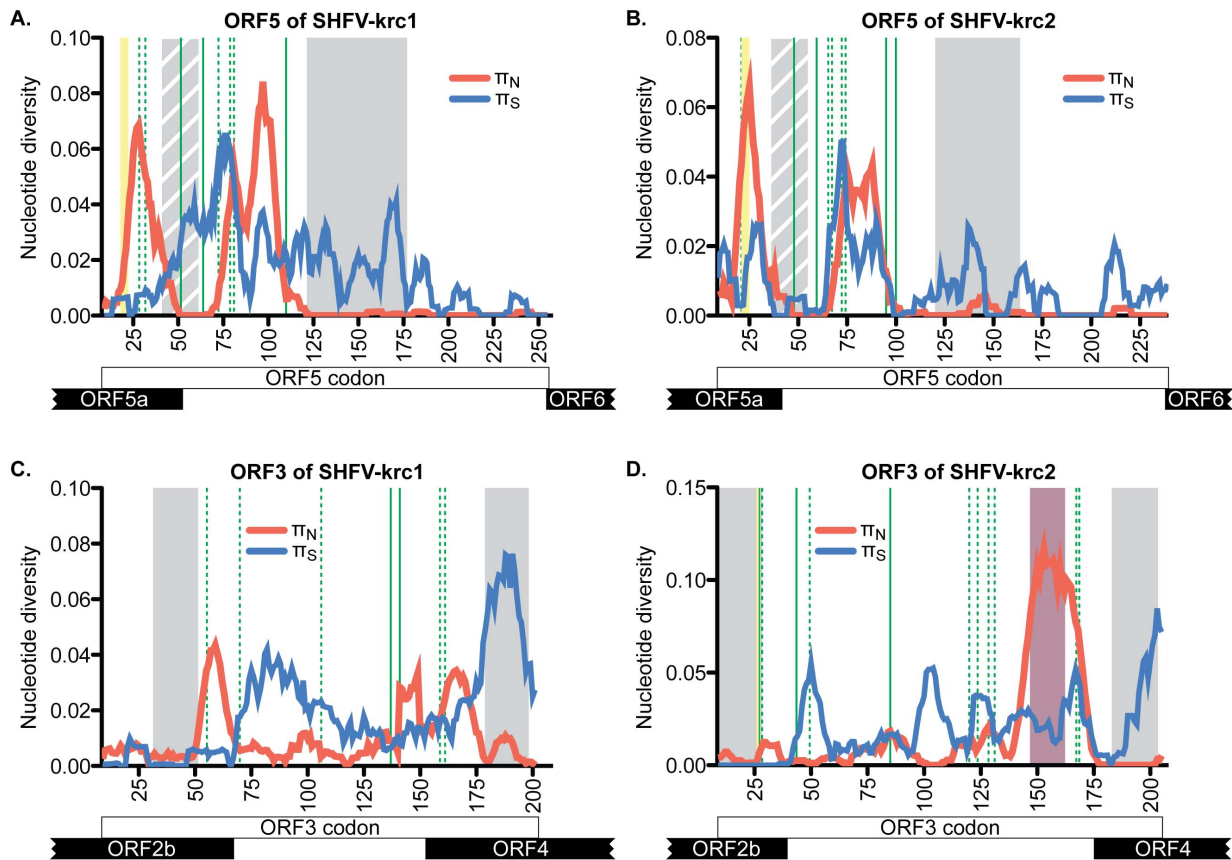 A.
ORF5 of SHFV-krc1
Nucleotide diversity
0.10
0.08
0.06
0.04
0.02
0.00
πN
πS
25
50
75
100
125
150
175
200
225
250
ORF5 codon
ORF5a
ORF6
B.
ORF5 of SHFV-krc2
Nucleotide diversity
0.08
0.06
0.04
0.02
0.00
πN
πS
25
50
75
100
125
150
175
200
225
ORF5 codon
ORF5a
ORF6
C.
ORF3 of SHFV-krc1
Nucleotide diversity
0.10
0.08
0.06
0.04
0.02
0.00
πN
πS
25
50
75
100
125
150
175
200
ORF3 codon
ORF2b
ORF4
D.
ORF3 of SHFV-krc2
Nucleotide diversity
0.15
0.10
0.05
0.00
πN
πS
25
50
75
100
125
150
175
200
ORF3 codon
ORF2b
ORF4